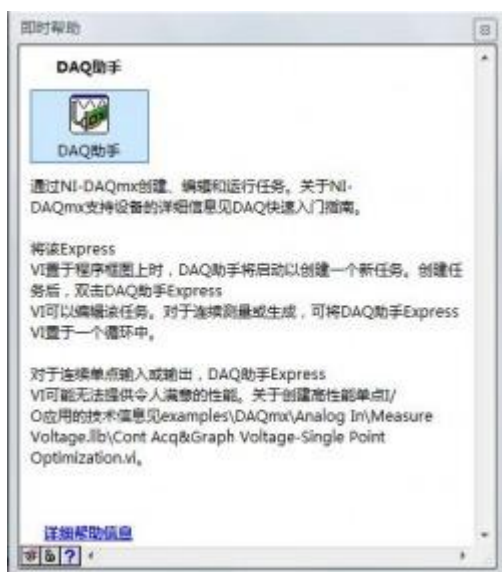 即时帮助
DAQ助手
DAQ助手
通过NI-DAQmx创建、编辑和运行任务。关于NI-
DAQmx支持设备的详细信息见DAQ快速入门指南。
将该Express
VI置于程序框图上时，DAQ助手将启动以创建一个新任务。创建任
务后，双击DAQ助手Express
VI可以编辑该任务。对于连续测量或生成，可将DAQ助手Express
VI置于一个循环中。
对于连续单点输入或输出，DAQ助手Express
VI可能无法提供令人满意的性能。关于创建高性能单点I/
O应用的技术信息见examples\DAQmx\Analog In\Measure
Voltage.llb\Cont Acq&Graph Voltage-Single Point
Optimization.vi。
详细帮助信息